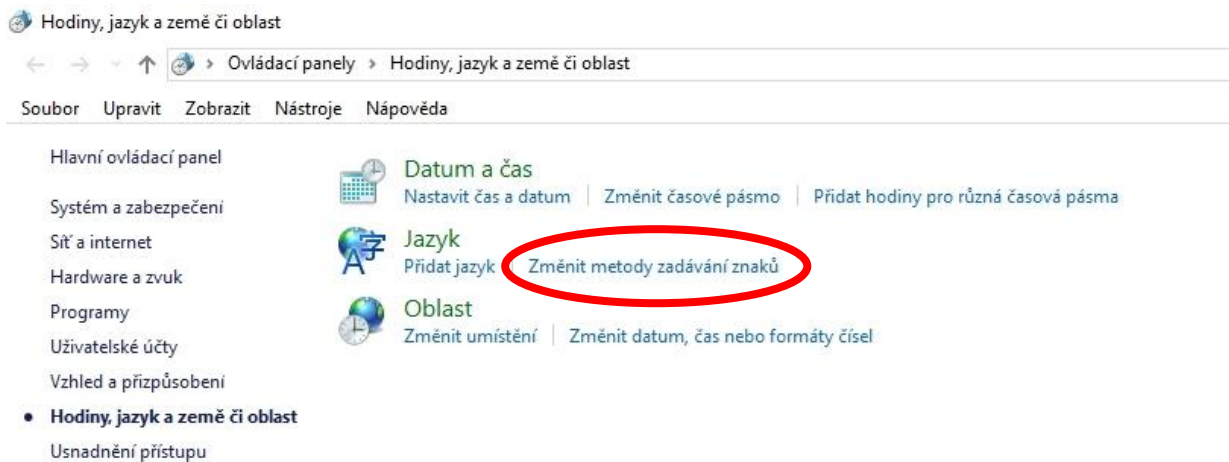 Hodiny, jazyk a země či oblast
Ovládací panely > Hodiny, jazyk a země či oblast
Soubor Upravit Zobrazit Nástroje Nápověda
Hlavní ovládací panel
Systém a zabezpečení
Síť a internet
Hardware a zvuk
Programy
Uživatelské účty
Vzhled a přizpůsobení
Hodiny, jazyk a země či oblast
Usnadnění přístupu
Datum a čas
Nastavit čas a datum | Změnit časové pásmo | Přidat hodiny pro různá časová pásma
Jazyk
Přidat jazyk | Změnit metody zadávání znaků
Oblast
Změnit umístění | Změnit datum, čas nebo formáty čísel